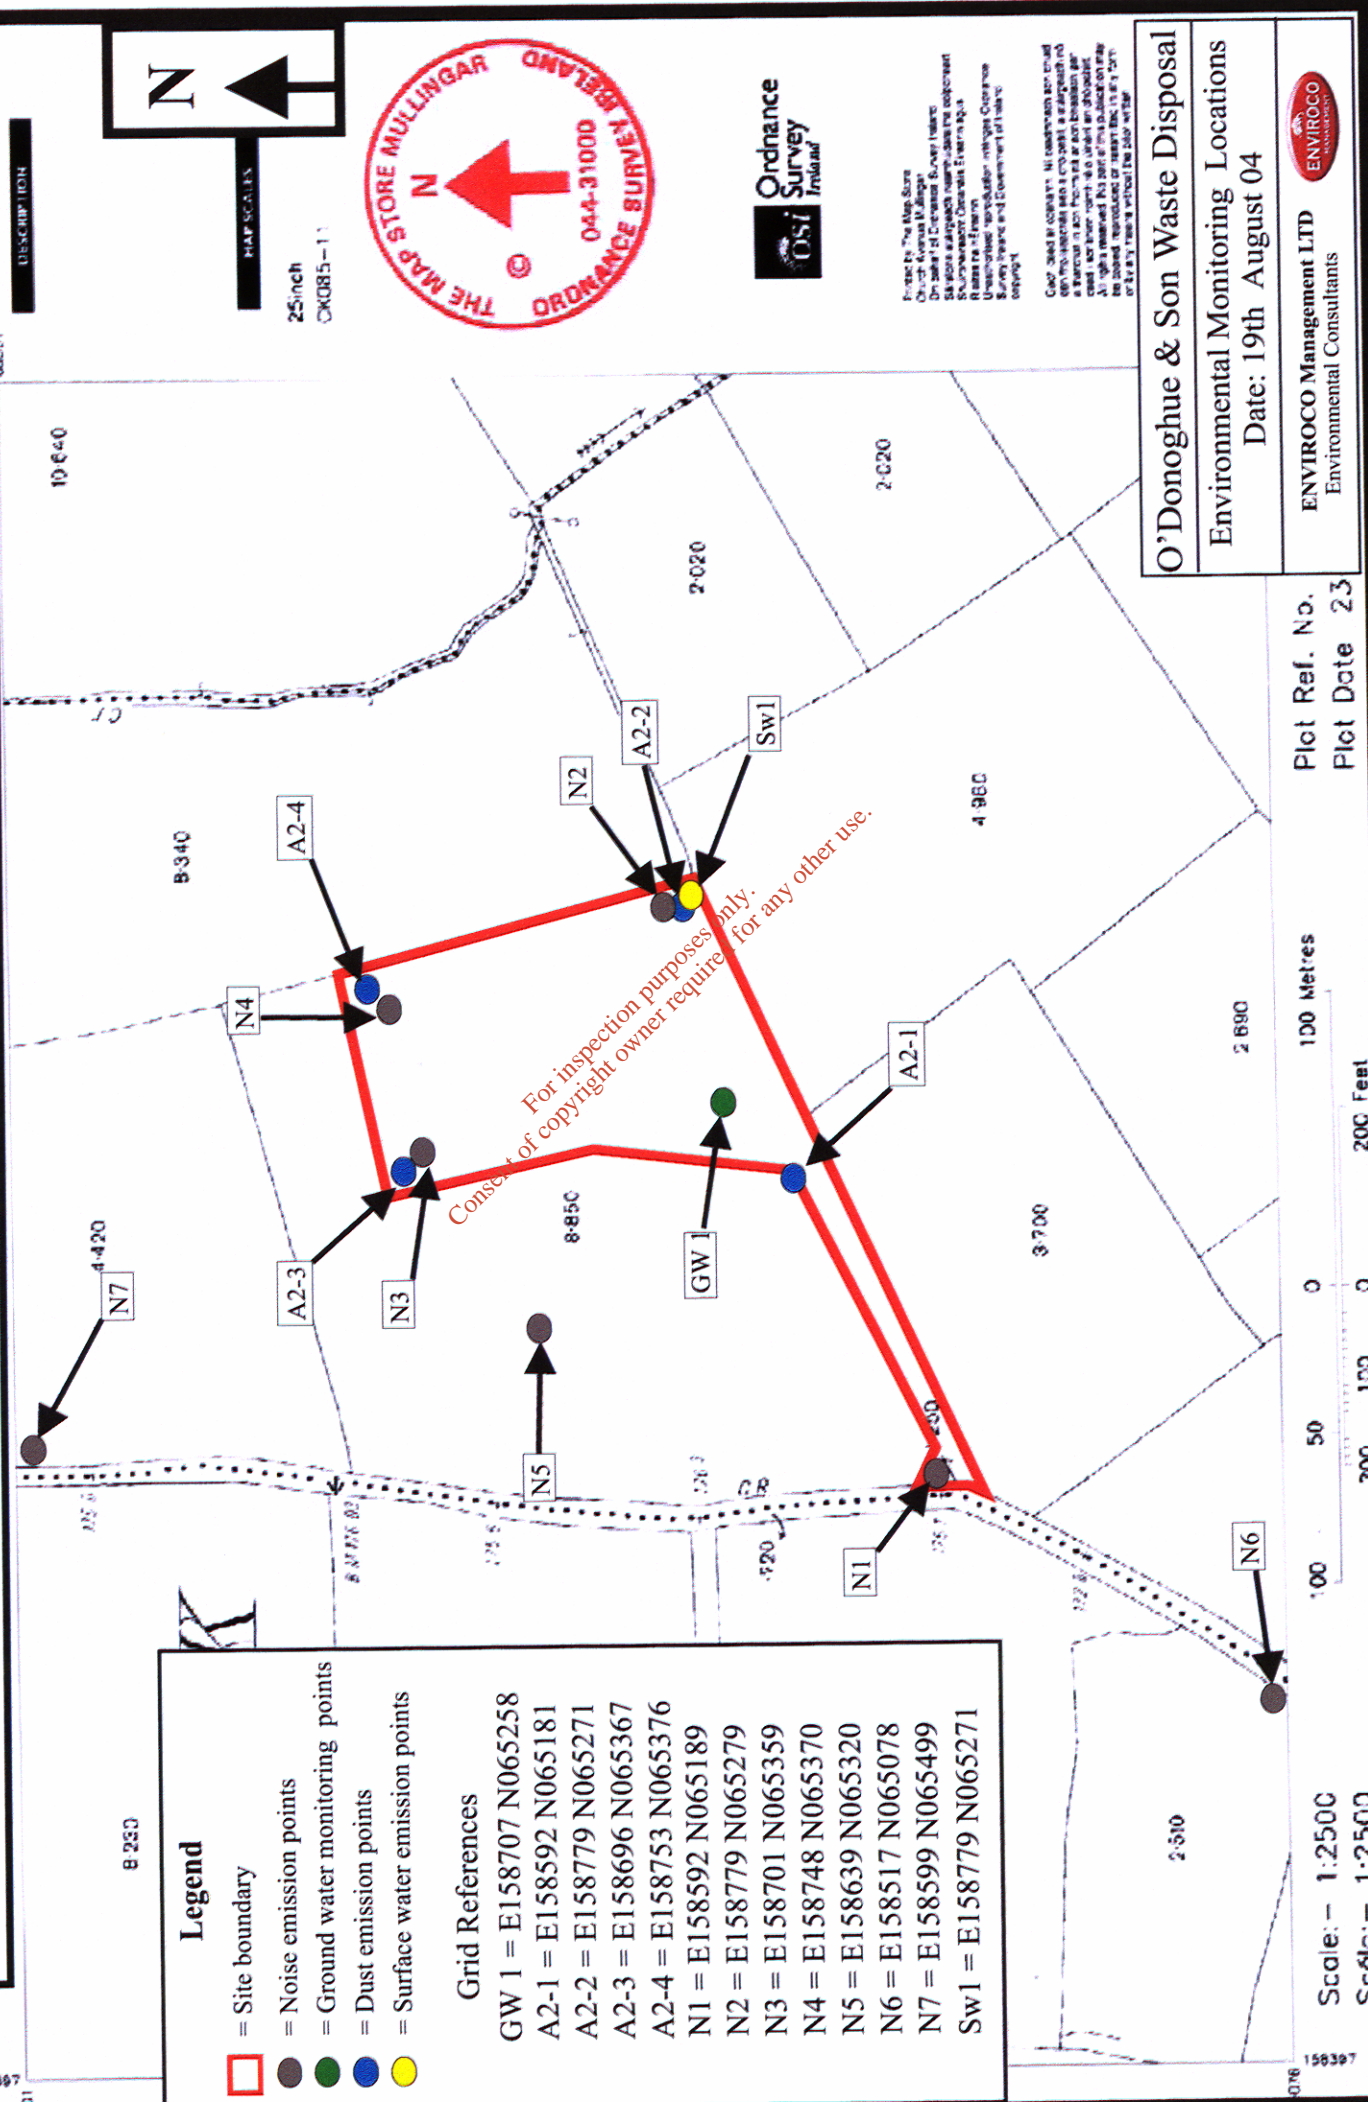 Legend
= Site boundary
= Noise emission points
= Ground water monitoring points
= Dust emission points
= Surface water emission points
Grid References
GW 1 = E158707 N065258
A2-1 = E158592 N065181
A2-2 = E158779 N065271
A2-3 = E158696 N065367
A2-4 = E158753 N065376
N1 = E158592 N065189
N2 = E158779 N065279
N3 = E158701 N065359
N4 = E158748 N065370
N5 = E158639 N065320
N6 = E158517 N065078
N7 = E158599 N065499
Sw1 = E158779 N065271
N7
A2-3
N3
N4
A2-4
N2
A2-2
Sw1
GW 1
A2-1
N5
N1
N6
8·230
4·420
8·340
10·640
8·850
2·020
2·020
4·980
3·700
2·690
2·510
·720
For inspection purposes only.
Consent of copyright owner required for any other use.
DESCRIPTION
MAP SCALES
25inch
N
THE MAP STORE MULLINGAR
N
©
044-31000
ORDNANCE SURVEY IRELAND
OSi
Ordnance
Survey
Ireland
O'Donoghue & Son Waste Disposal
Environmental Monitoring Locations
Date: 19th August 04
ENVIROCO Management LTD
Environmental Consultants
ENVIROCO
MANAGEMENT
Plot Ref. No.
Plot Date 23
Scale:- 1:2500
100 50 0 100 Metres
200 Feet
158397